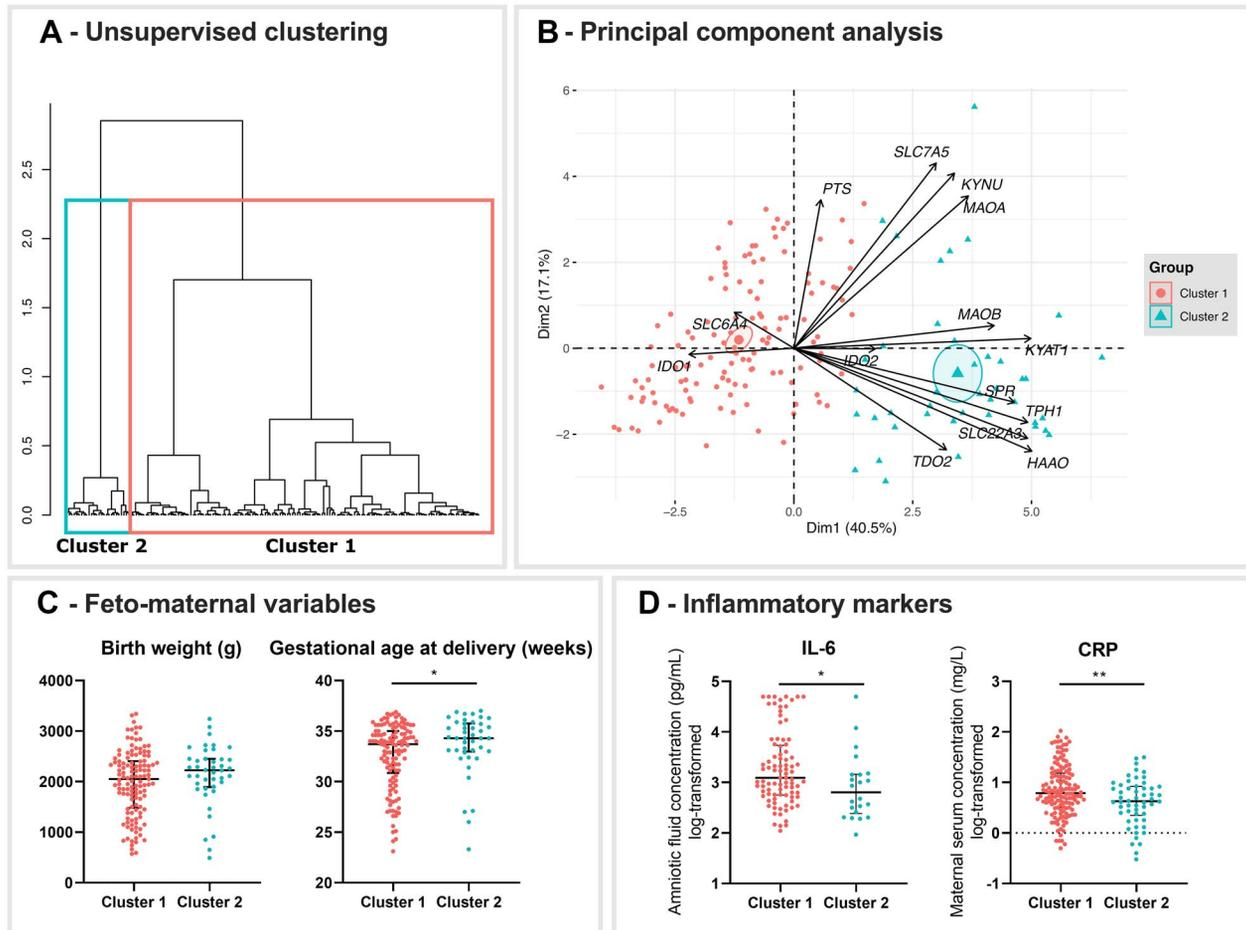 A - Unsupervised clustering
2.5
2.0
1.5
1.0
0.5
0.0
Cluster 2
Cluster 1
B - Principal component analysis
Dim2 (17.1%)
6
4
2
0
−2
SLC7A5
PTS
KYNU
MAOA
MAOB
SLC6A4
KYAT1
IDO1
IDO2
SPR
TPH1
SLC22A3
TDO2
HAAO
−2.5
0.0
2.5
5.0
Dim1 (40.5%)
Group
Cluster 1
Cluster 2
C - Feto-maternal variables
Birth weight (g)
4000
3000
2000
1000
0
Cluster 1
Cluster 2
Gestational age at delivery (weeks)
*
40
35
30
25
20
Cluster 1
Cluster 2
D - Inflammatory markers
IL-6
*
Amniotic fluid concentration (pg/mL)
log-transformed
5
4
3
2
1
Cluster 1
Cluster 2
CRP
**
Maternal serum concentration (mg/L)
log-transformed
3
2
1
0
-1
Cluster 1
Cluster 2